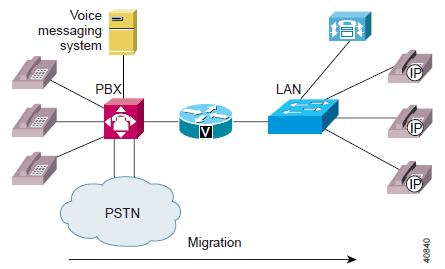 Voice
messaging
system
PBX
LAN
IP
V
IP
IP
PSTN
Migration
40840